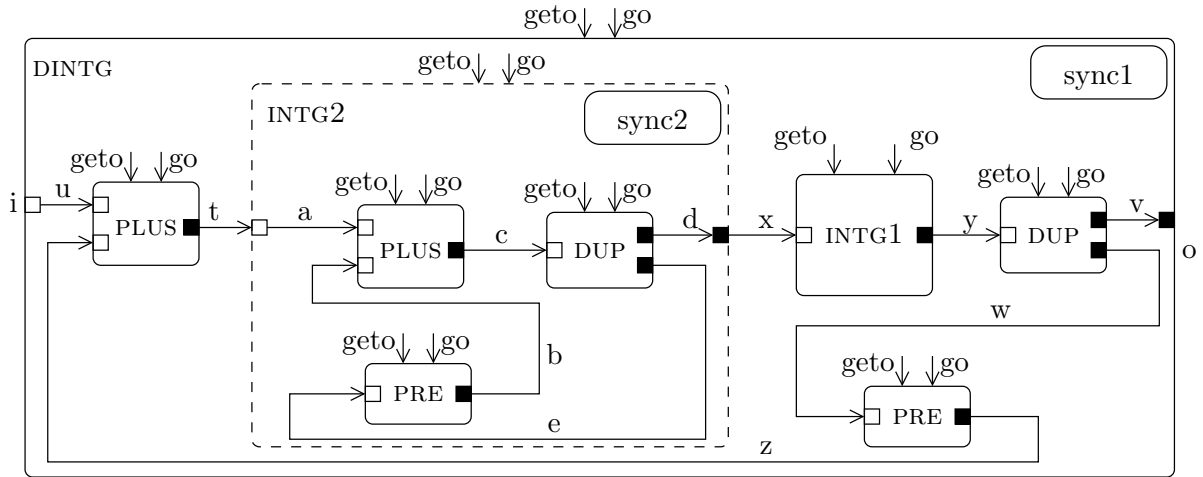 geto go
DINTG
sync1
geto go
INTG2
sync2
geto go
geto go
geto go
geto go
geto go
i u
PLUS
t
a
PLUS
c
DUP
d
x
INTG1
y
DUP
v
o
w
b
e
geto go
PRE
geto go
PRE
z